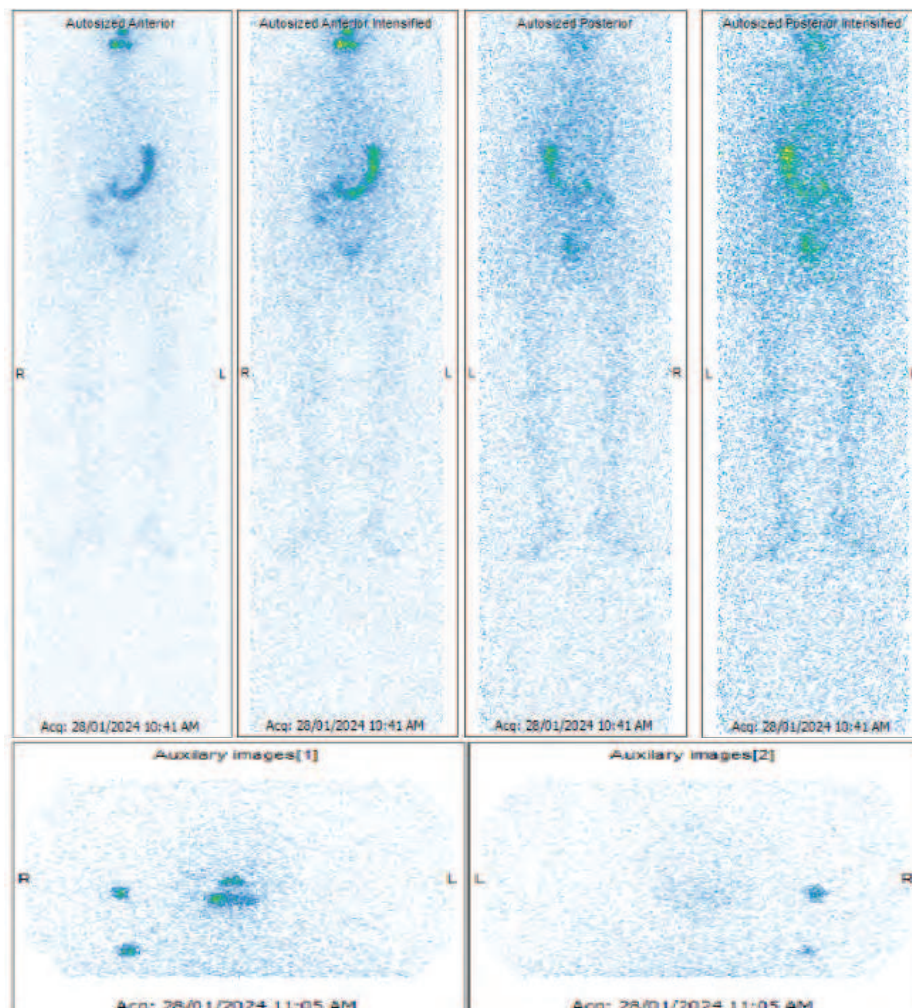 Autosized Anterior
Autosized Anterior Intensified
Autosized Posterior
Autosized Posterior Intensified
R L R L L R L
Acq: 28/01/2024 10:41 AM
Acq: 28/01/2024 10:41 AM
Acq: 28/01/2024 10:41 AM
Acq: 28/01/2024 10:41 AM
Auxilary images[1]
Auxilary images[2]
R L L R
Acq: 28/01/2024 11:05 AM
Acq: 28/01/2024 11:05 AM